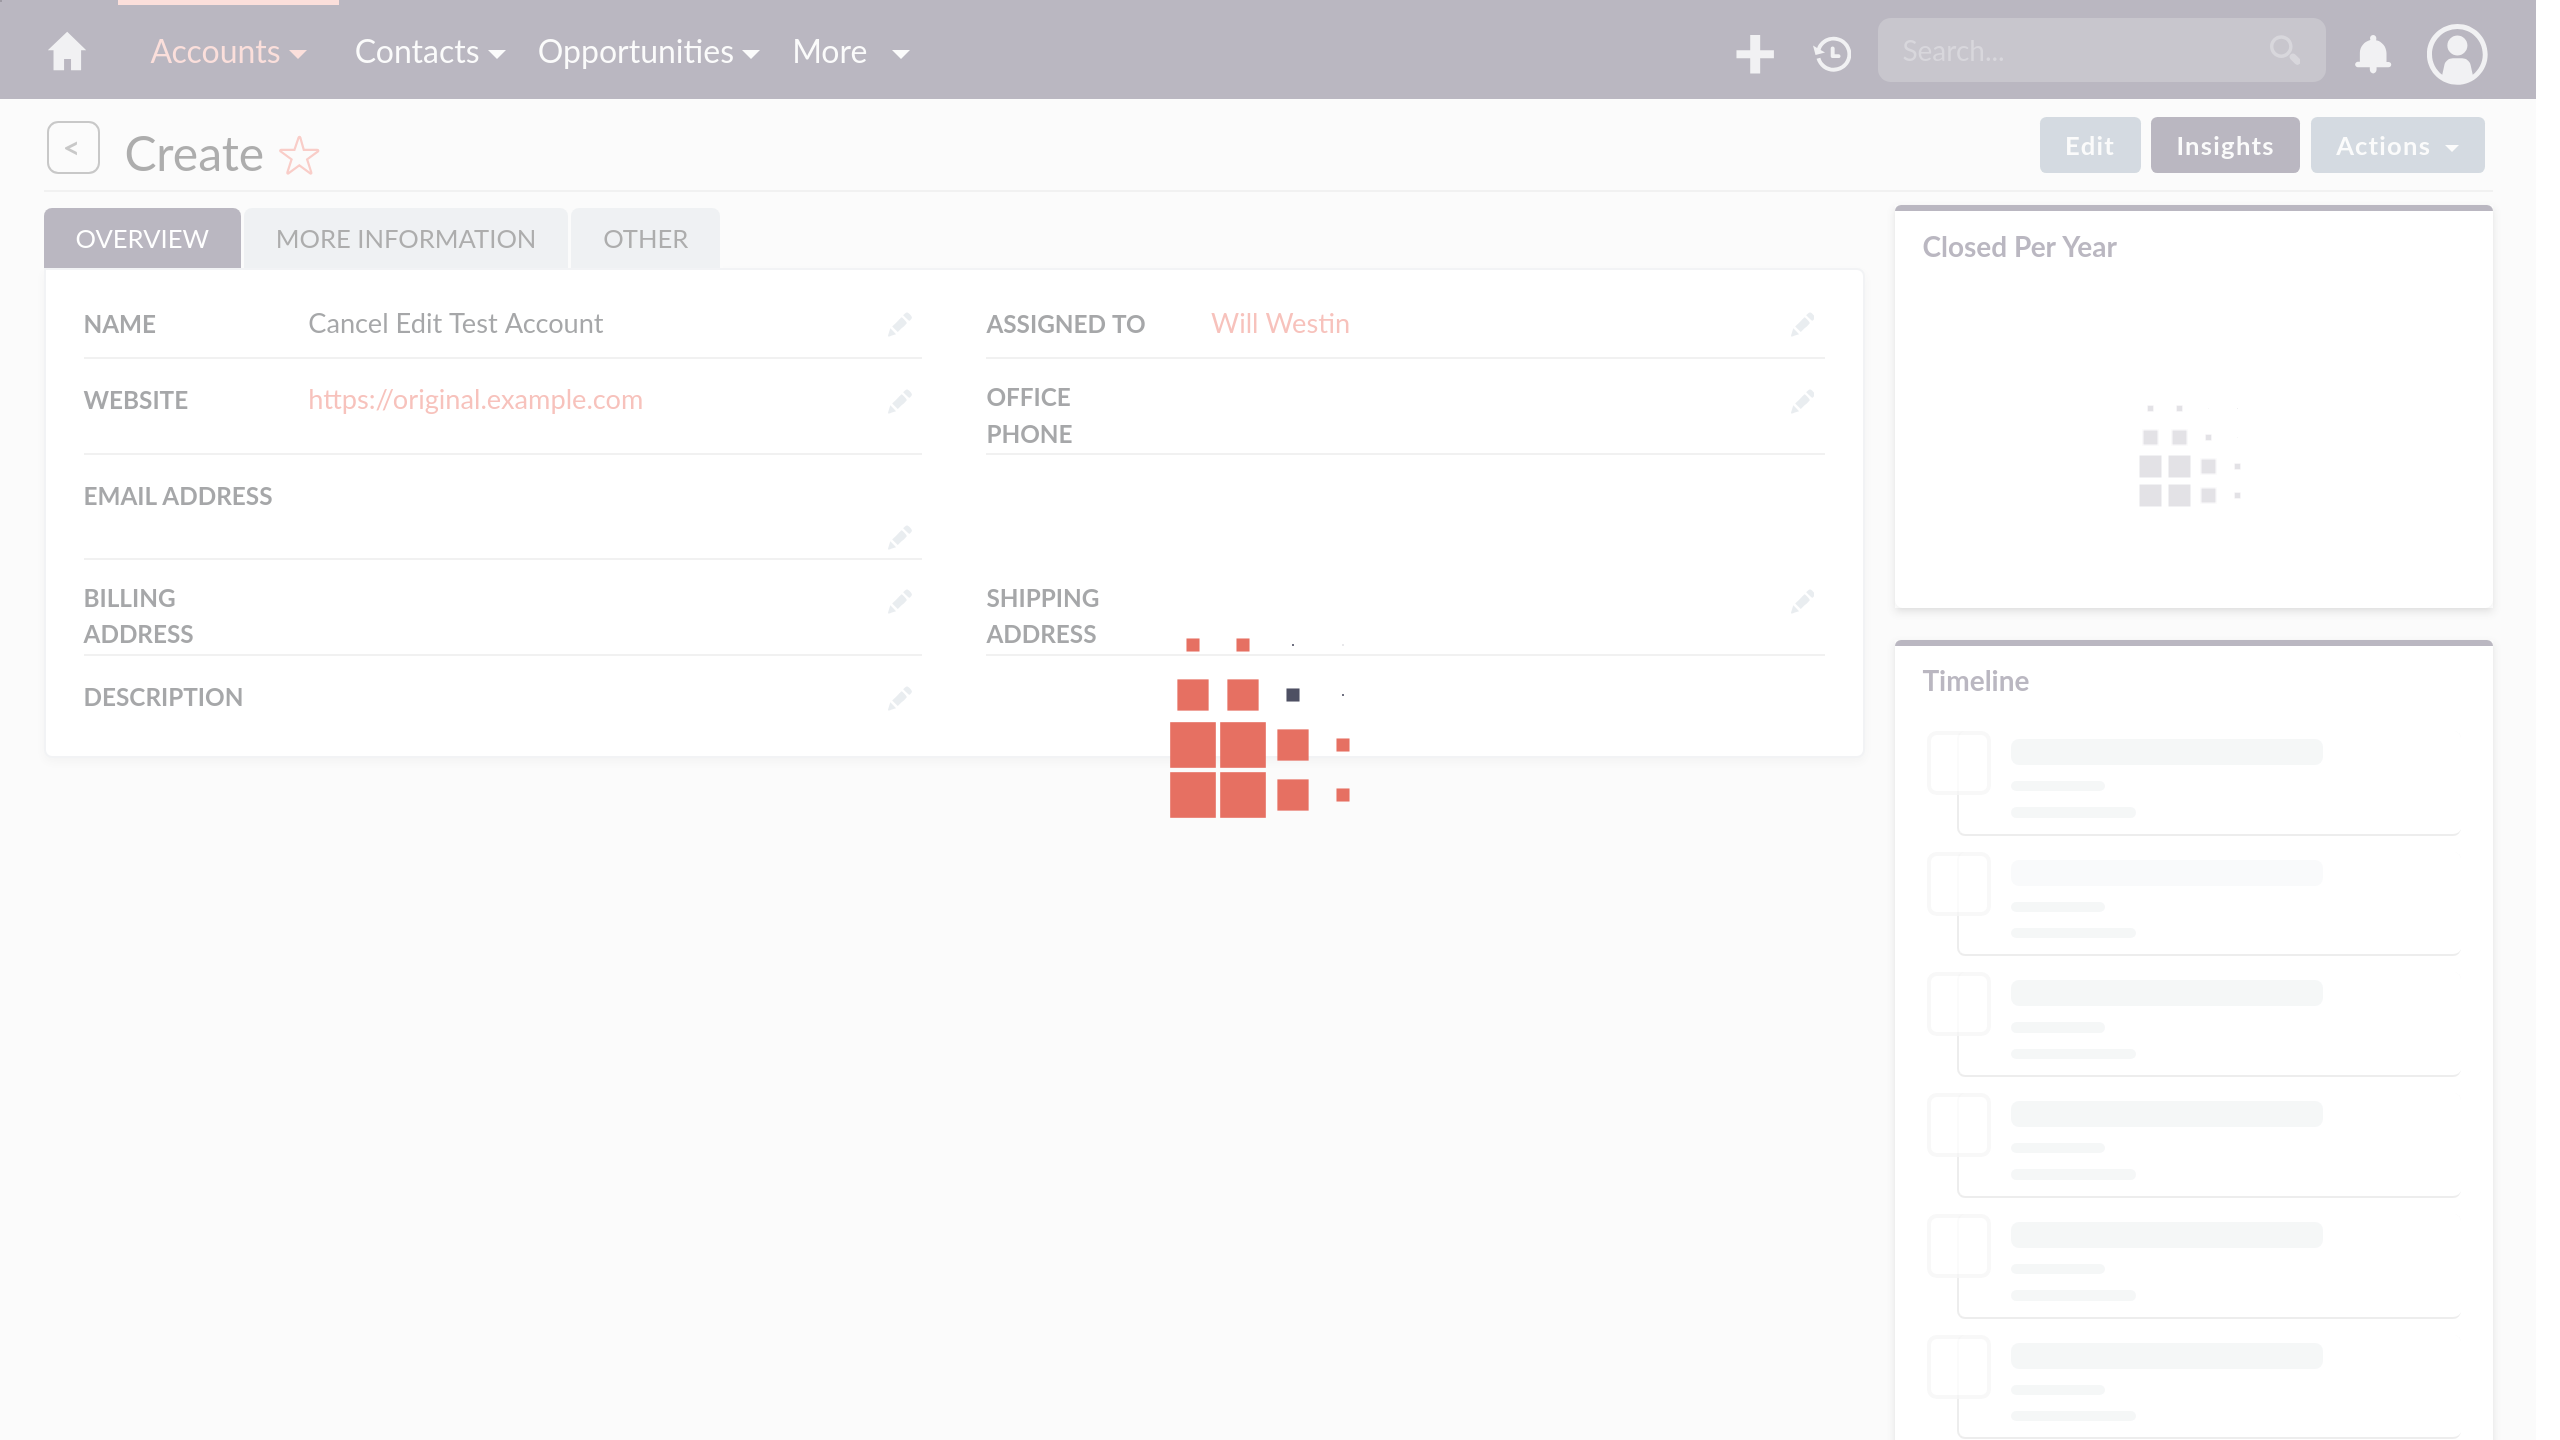 Accounts Contacts Opportunities More Search...
< Create Edit Insights Actions
OVERVIEW MORE INFORMATION OTHER
NAME Cancel Edit Test Account ASSIGNED TO Will Westin
WEBSITE https://original.example.com OFFICE
PHONE
EMAIL ADDRESS
BILLING
ADDRESS
SHIPPING
ADDRESS
DESCRIPTION
Closed Per Year
Timeline